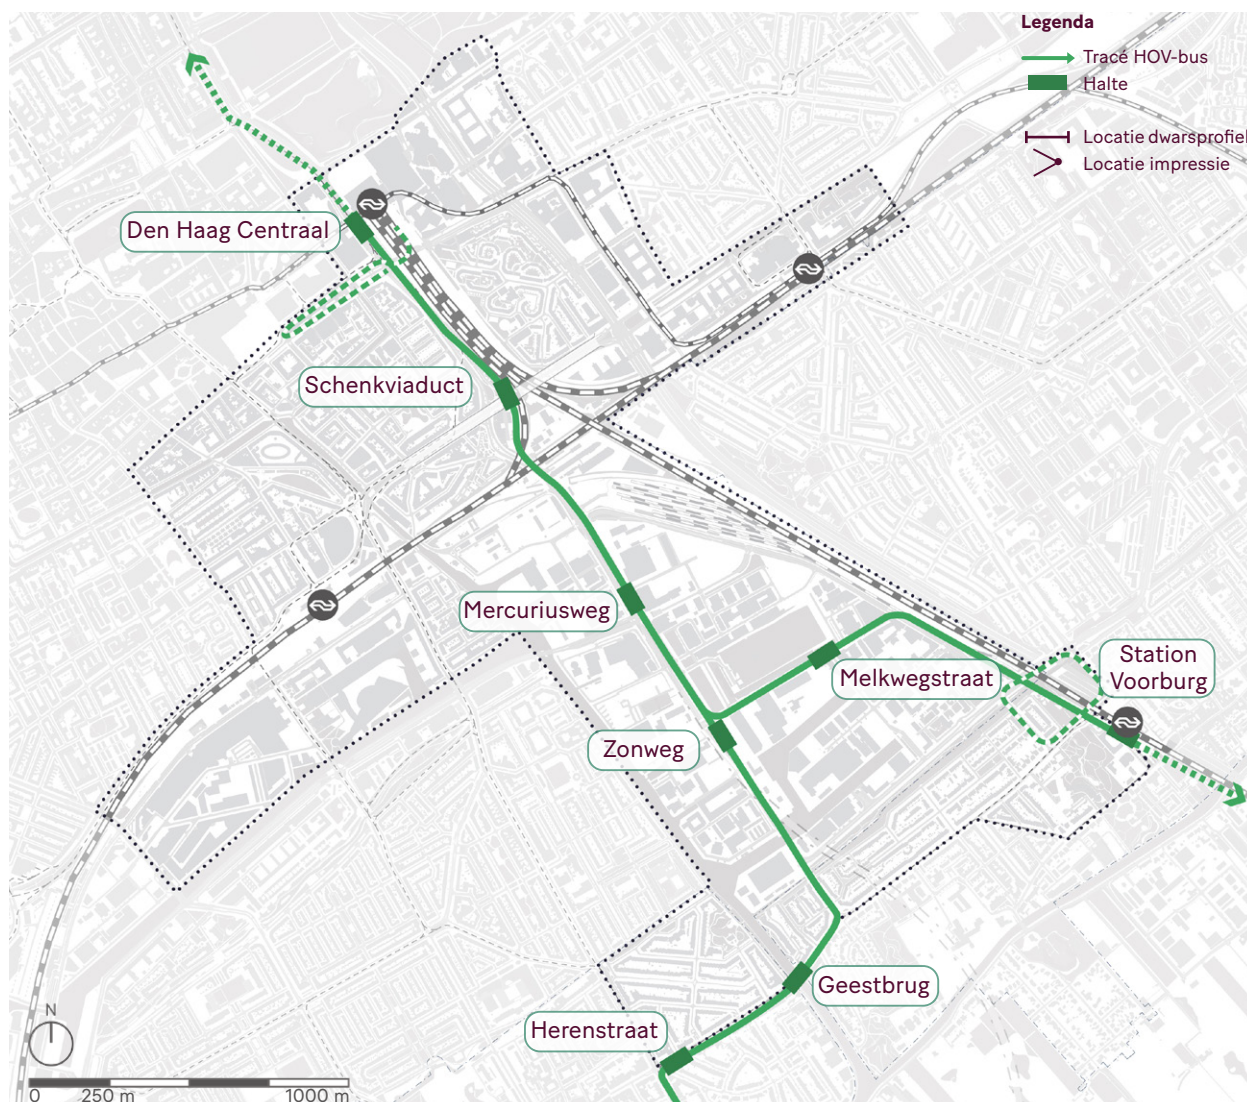 Legenda
Tracé HOV-bus
Halte
Locatie dwarsprofiel
Locatie impressie
Den Haag Centraal
Schenkviaduct
Mercuriusweg
Melkwegstraat
Station
Voorburg
Zonweg
Geestbrug
Herenstraat
N
0 250 m 1000 m